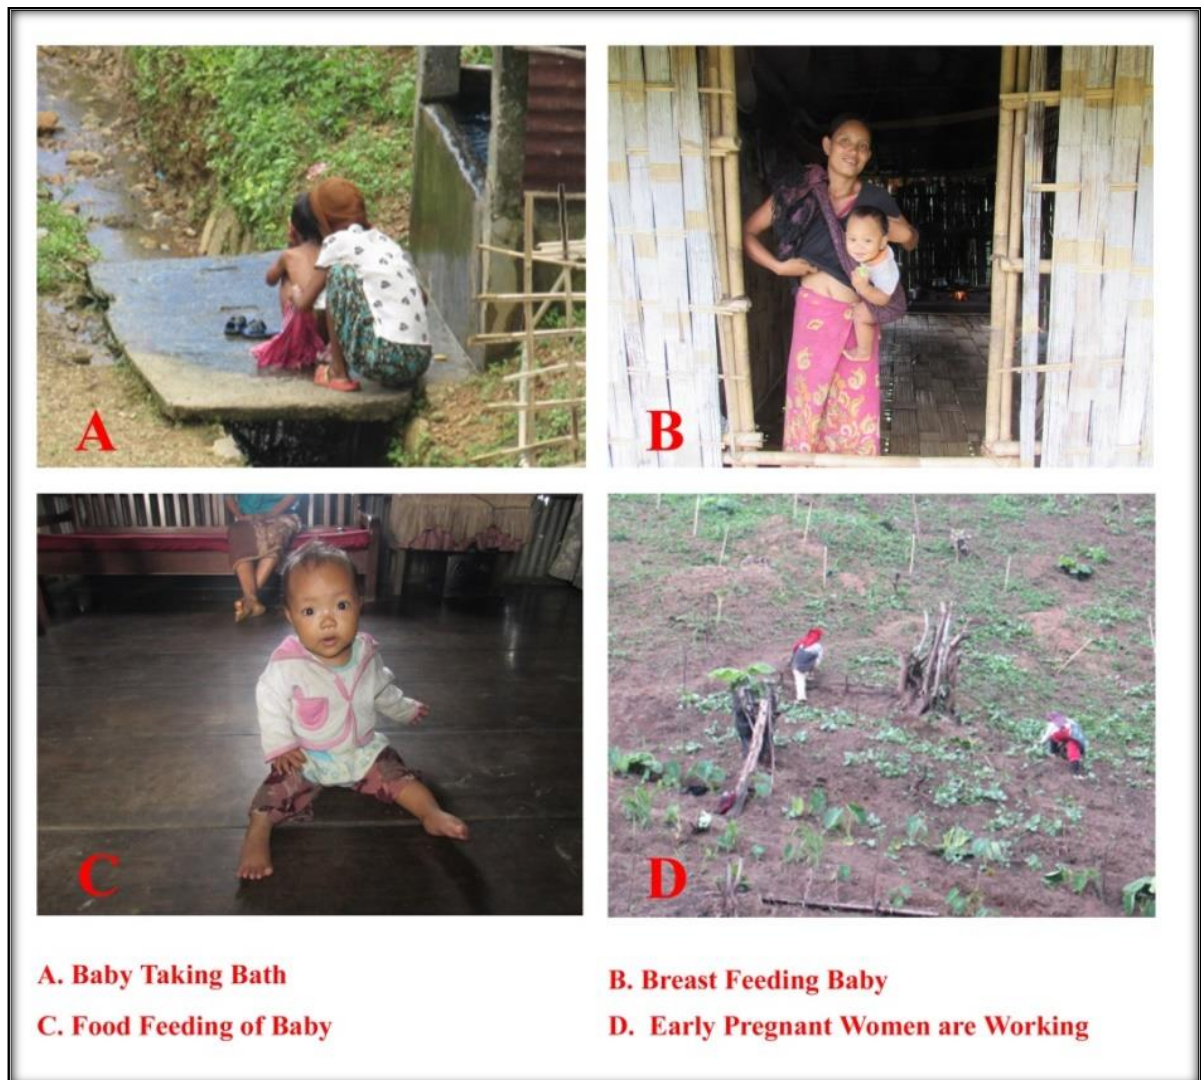 A
B
C
D
A. Baby Taking Bath
B. Breast Feeding Baby
C. Food Feeding of Baby
D. Early Pregnant Women are Working